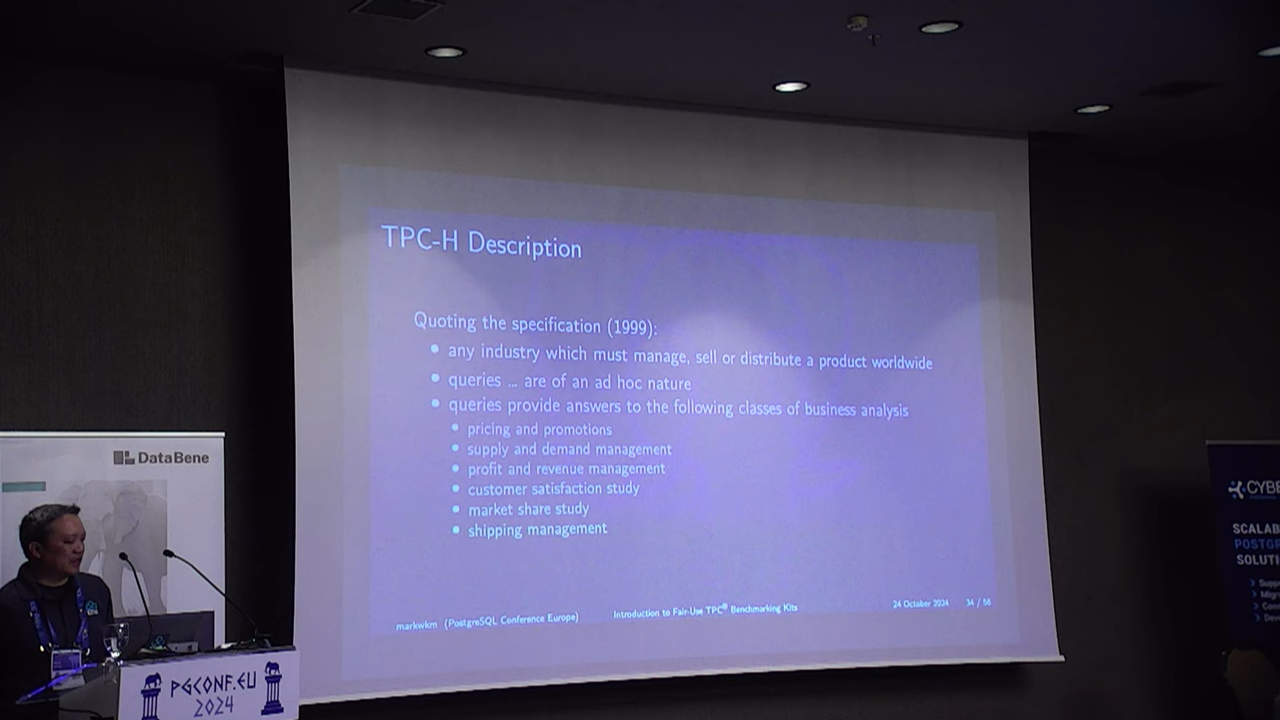 TPC-H Description
Quoting the specification (1999):
any industry which must manage, sell or distribute a product worldwide
queries ... are of an ad hoc nature
queries provide answers to the following classes of business analysis
pricing and promotions
supply and demand management
profit and revenue management
customer satisfaction study
market share study
shipping management
markwkm (PostgreSQL Conference Europe)
Introduction to Fair-Use TPC® Benchmarking Kits
24 October 2024
34 / 56
DataBene
PGCONF.EU
2024
CYBE
SCALAB
POSTGR
SOLUTI